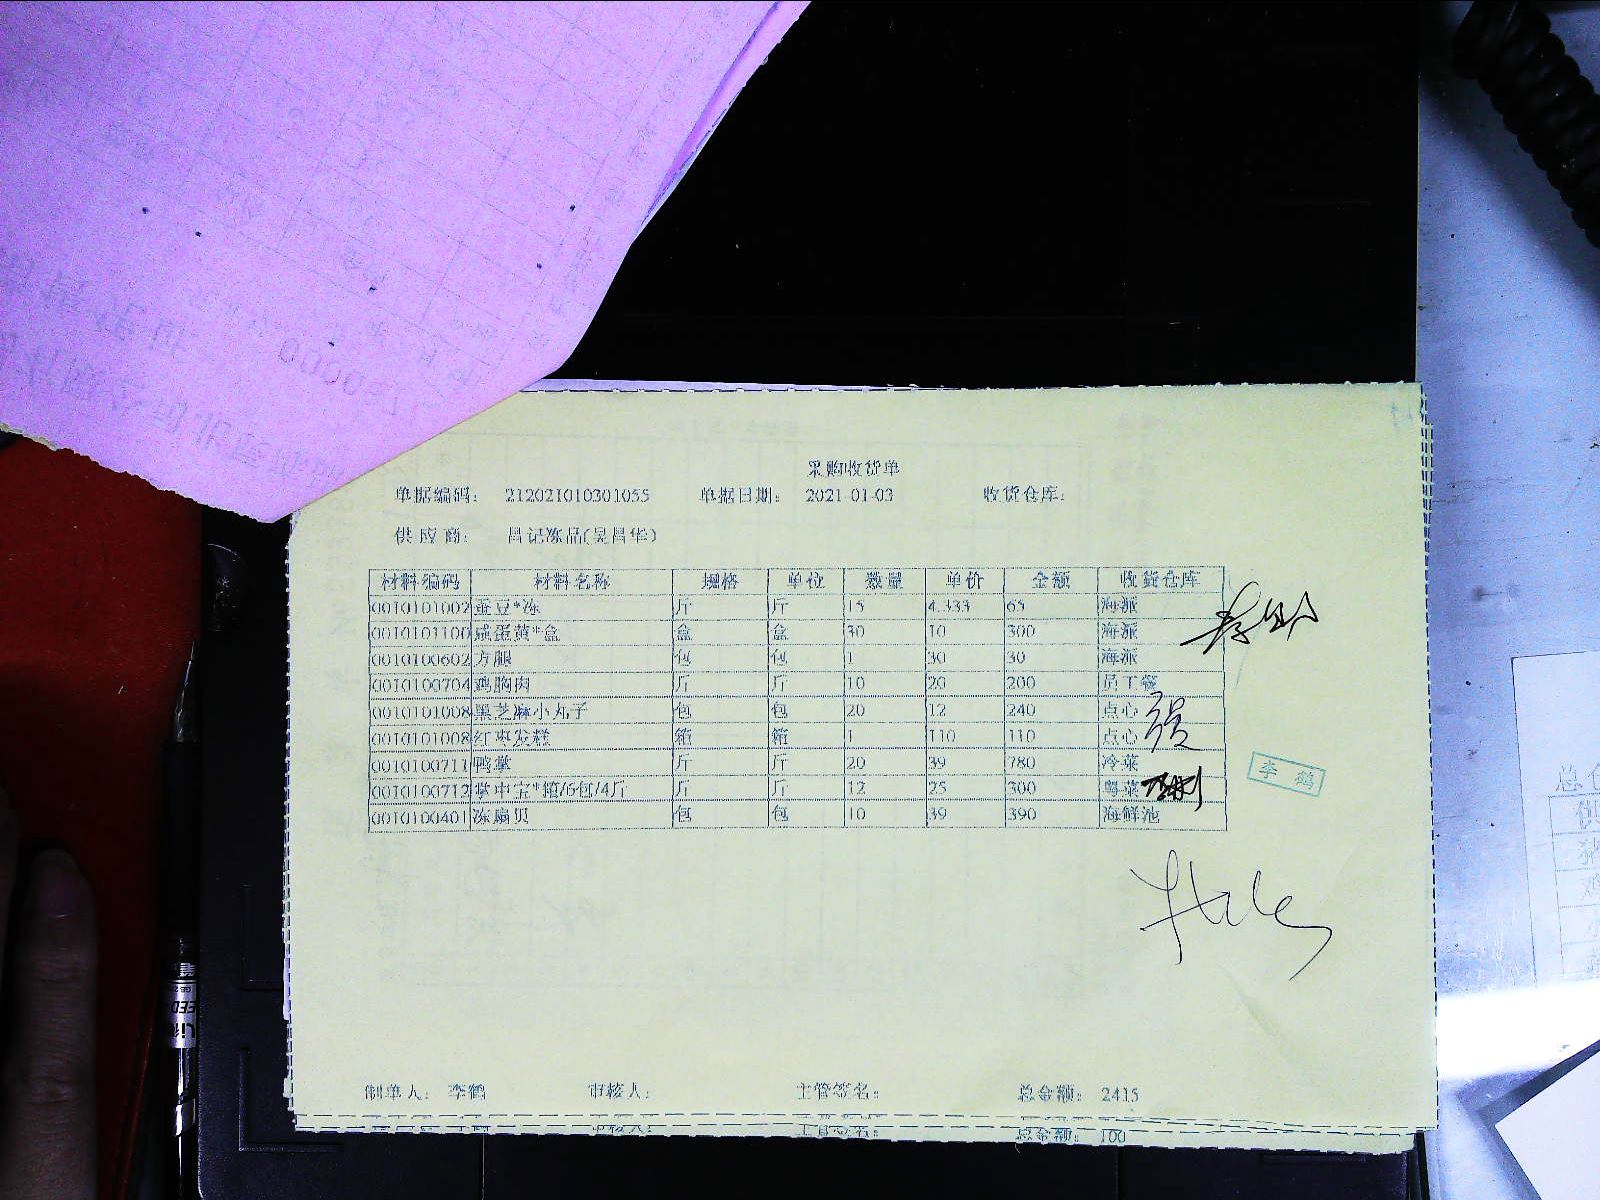 采购收货单
单据编码: 212021010301055 单据日期: 2021-01-03 收货仓库:
供应商: 昌记冻品(吴昌华)
材料编码 材料名称 规格 单位 数量 单价 金额 收货仓库
0010101002 蚕豆*冻 斤 斤 15 4.333 65 海派
0010101100 咸蛋黄*盒 盒 盒 30 10 300 海派
0010100602 方腿 包 包 1 30 30 海派
0010100704 鸡胸肉 斤 斤 10 20 200 员工餐
0010101008 黑芝麻小丸子 包 包 20 12 240 点心
0010101008 红枣发糕 箱 箱 1 110 110 点心
0010100711 鸭掌 斤 斤 20 39 780 冷菜
0010100712 掌中宝*箱/6包/4斤 斤 斤 12 25 300 粤菜
0010100401 冻扇贝 包 包 10 39 390 海鲜池
李鹤
制单人: 李鹤 审核人: 主管签名: 总金额: 2415
审核人: 主管签名: 总金额: 100